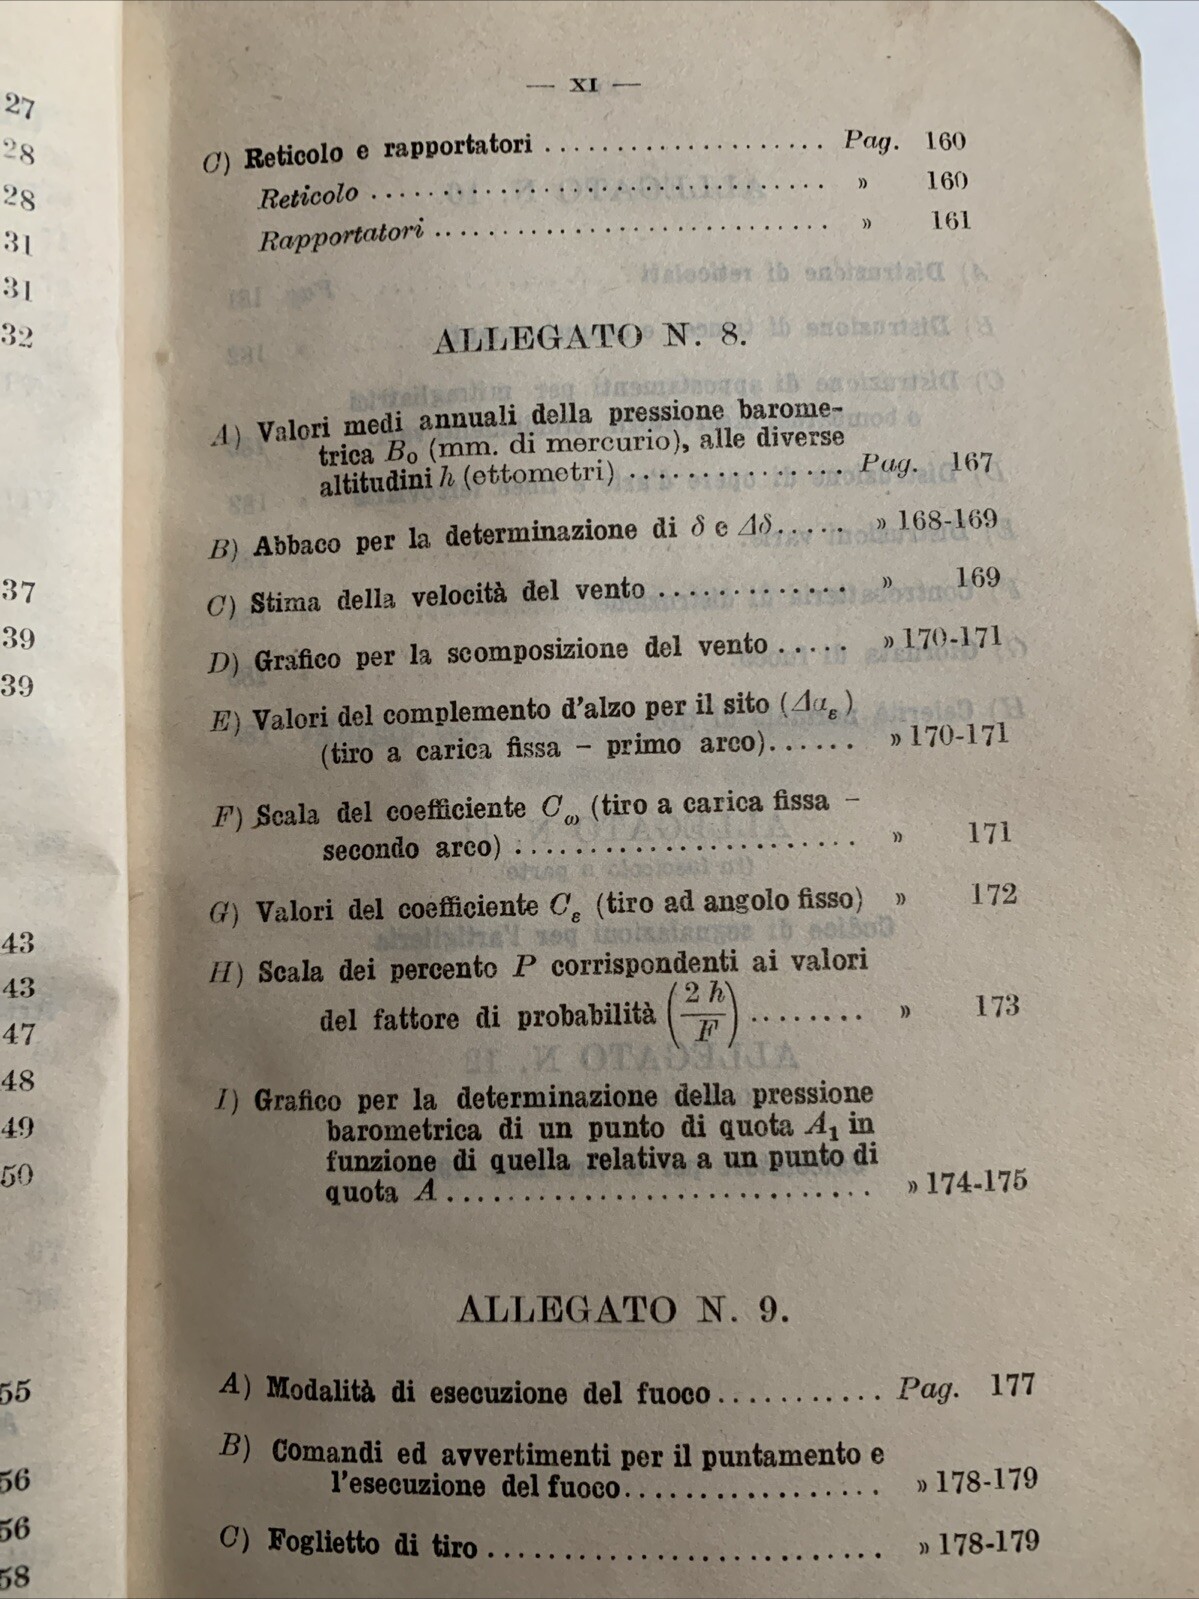 — XI —
C) Reticolo e rapportatori ..................... Pag. 160
Reticolo ............................... » 160
Rapportatori ............................. » 161
ALLEGATO N. 8.
A) Valori medi annuali della pressione barome-
trica B₀ (mm. di mercurio), alle diverse
altitudini h (ettometri) ................ Pag. 167
B) Abbaco per la determinazione di δ e Δδ..... » 168-169
C) Stima della velocità del vento ............. » 169
D) Grafico per la scomposizione del vento ..... » 170-171
E) Valori del complemento d'alzo per il sito (Δαε)
(tiro a carica fissa – primo arco)...... » 170-171
F) Scala del coefficiente Cω (tiro a carica fissa –
secondo arco) ........................ » 171
G) Valori del coefficiente Cε (tiro ad angolo fisso) » 172
H) Scala dei percento P corrispondenti ai valori
del fattore di probabilità (2 h / F) ........ » 173
I) Grafico per la determinazione della pressione
barometrica di un punto di quota A₁ in
funzione di quella relativa a un punto di
quota A ............................ » 174-175
ALLEGATO N. 9.
A) Modalità di esecuzione del fuoco ........... Pag. 177
B) Comandi ed avvertimenti per il puntamento e
l'esecuzione del fuoco.................. » 178-179
C) Foglietto di tiro .......................... » 178-179
27
28
28
31
31
32
37
39
39
43
43
47
48
49
50
55
56
56
58